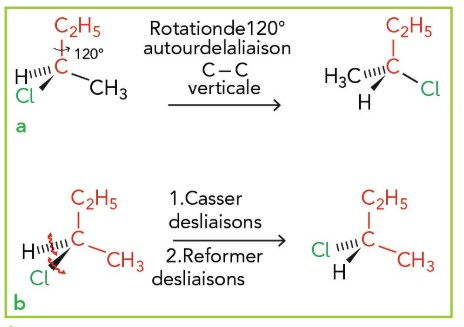 C₂H₅
120°
H C
Cl CH₃
a
Rotationde120°
autourdelaliaison
C–C
verticale
C₂H₅
H₃C C
H Cl
C₂H₅
H C
Cl CH₃
b
1.Casser
desliaisons
2.Reformer
desliaisons
C₂H₅
Cl C
H CH₃